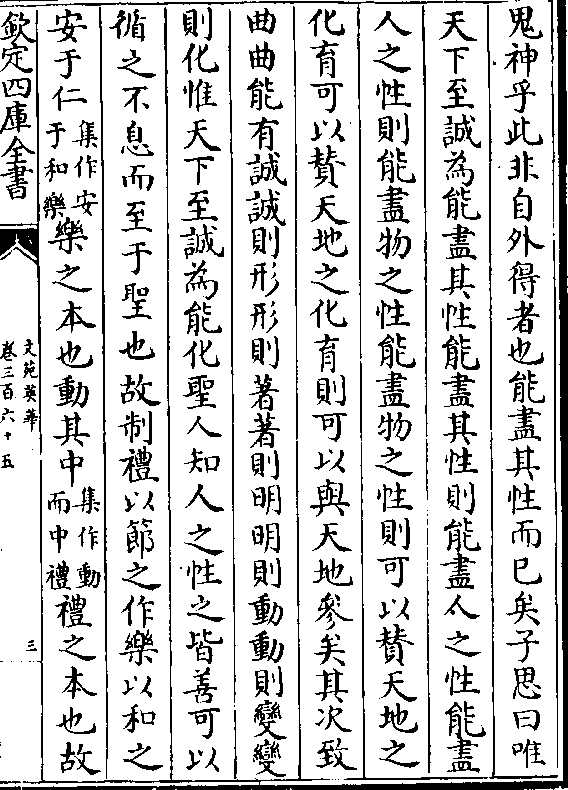 鬼神乎此非自外得者也能盡其性而已矣子思曰唯
天下至誠為能盡其性能盡其性則能盡人之性能盡
人之性則能盡物之性能盡物之性則可以賛天地之
化育可以賛天地之化育則可以與天地參矣其次致
曲曲能有誠誠則形形則著著則明明則動動則變變
則化惟天下至誠為能化聖人知人之性之皆善可以
循之不息而至于聖也故制禮以節之作樂以和之
安于仁集作安于和樂樂之本也動其中集作動而中禮禮之本也故
欽定四庫全書
文苑英華
卷三百六十五
三